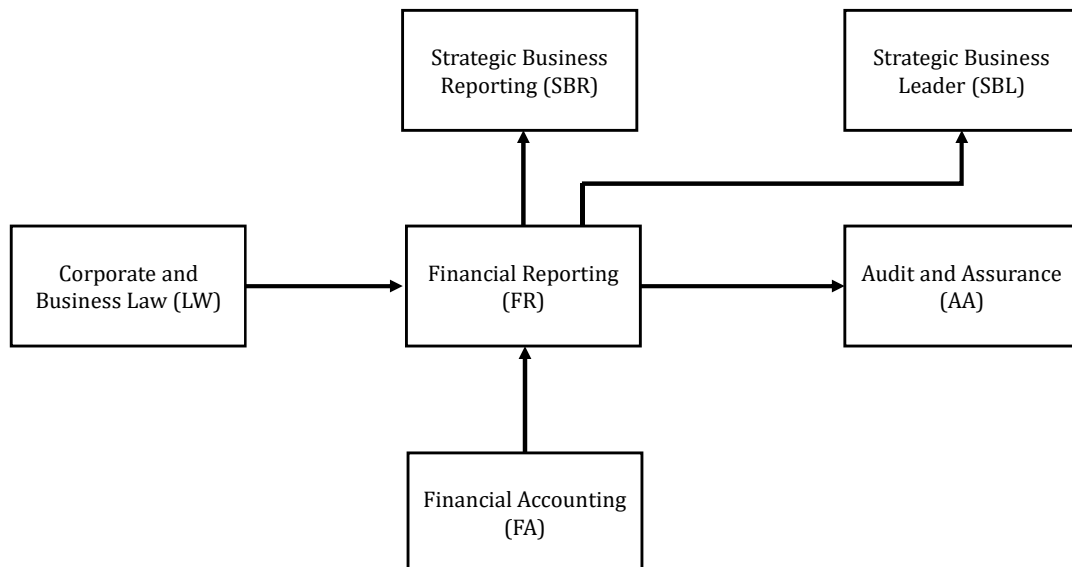 Strategic Business
Reporting (SBR)
Strategic Business
Leader (SBL)
Corporate and
Business Law (LW)
Financial Reporting
(FR)
Audit and Assurance
(AA)
Financial Accounting
(FA)